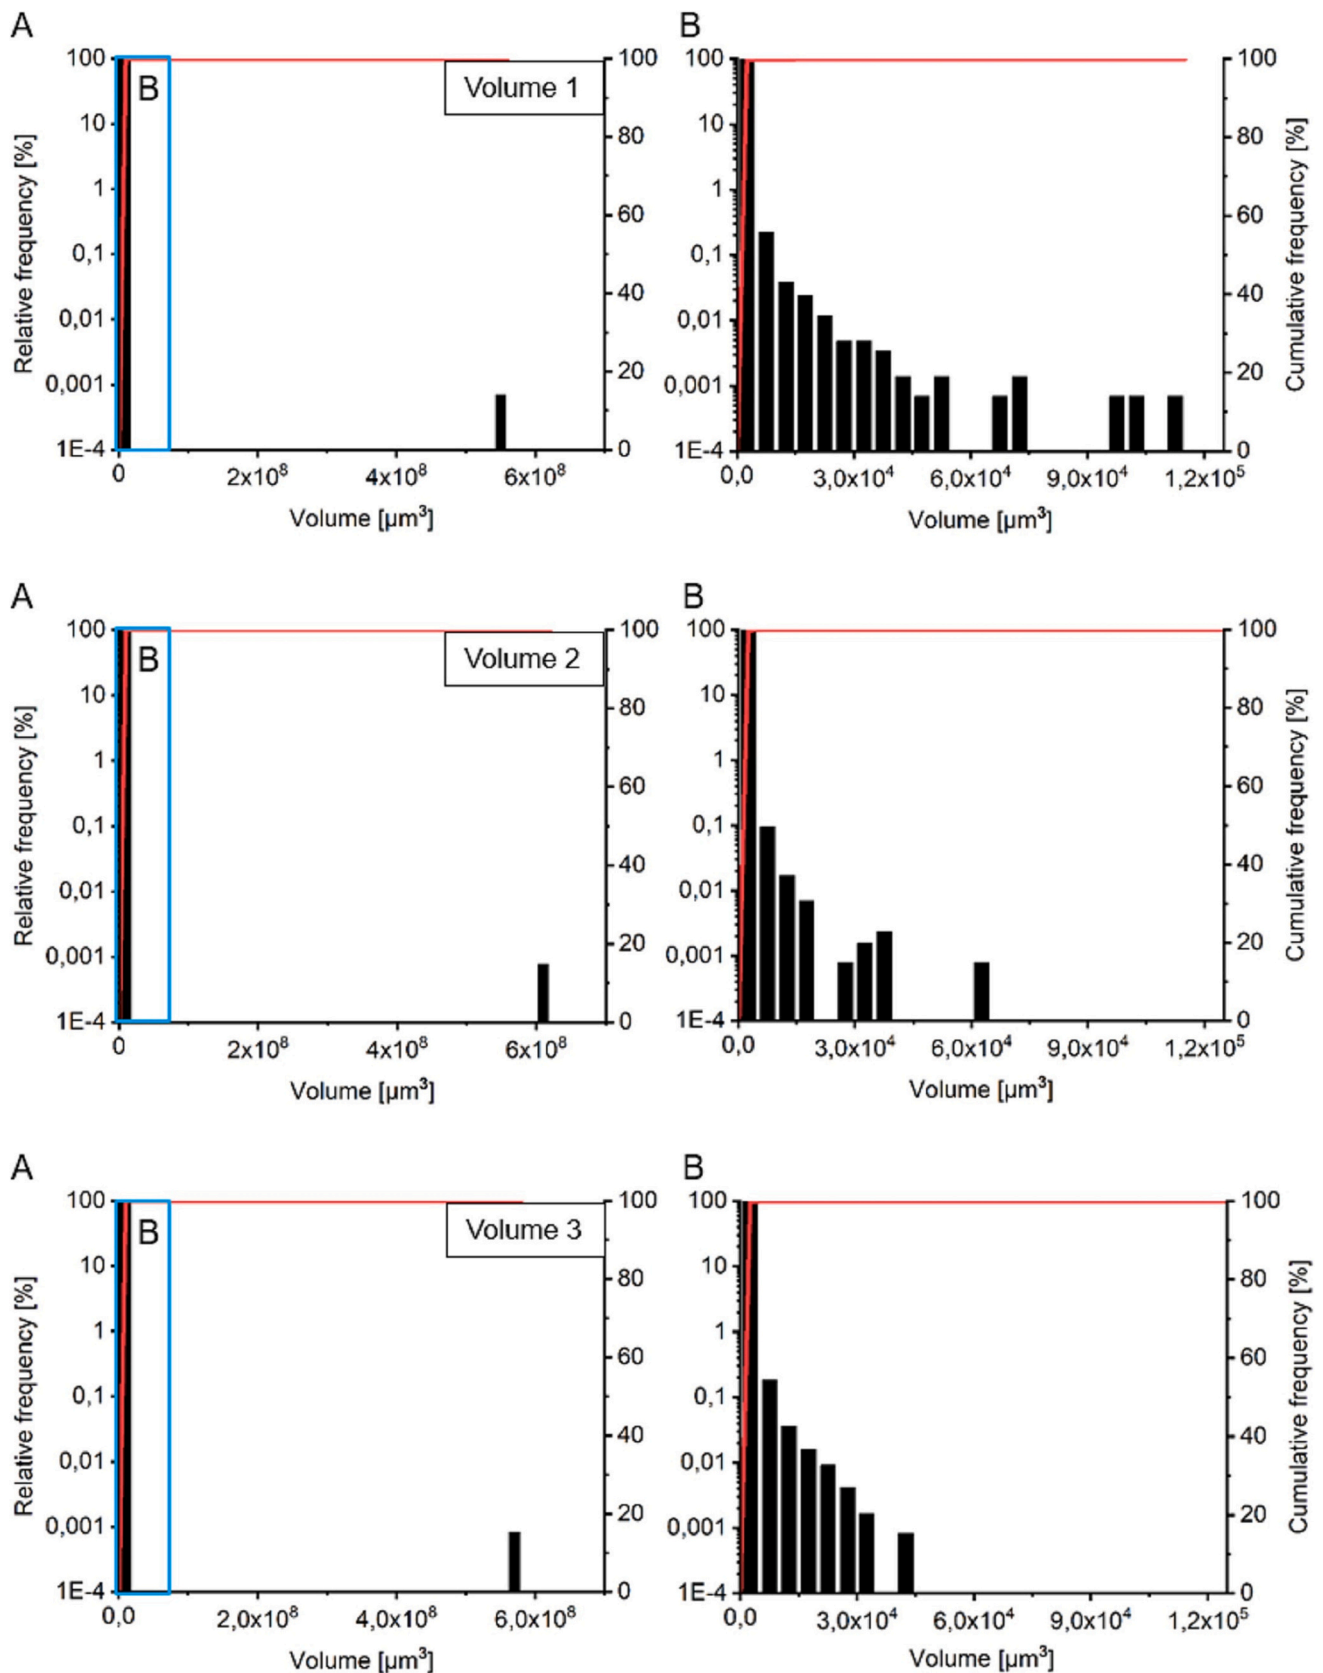 A
B
100
10
1
0,1
0,01
0,001
1E-4
Relative frequency [%]
B
Volume 1
100
80
60
40
20
0
0
2x10⁸
4x10⁸
6x10⁸
Volume [µm³]
100
10
1
0,1
0,01
0,001
1E-4
100
80
60
40
20
0
Cumulative frequency [%]
0,0
3,0x10⁴
6,0x10⁴
9,0x10⁴
1,2x10⁵
Volume [µm³]
A
B
100
10
1
0,1
0,01
0,001
1E-4
Relative frequency [%]
B
Volume 2
100
80
60
40
20
0
0
2x10⁸
4x10⁸
6x10⁸
Volume [µm³]
100
10
1
0,1
0,01
0,001
1E-4
100
80
60
40
20
0
Cumulative frequency [%]
0,0
3,0x10⁴
6,0x10⁴
9,0x10⁴
1,2x10⁵
Volume [µm³]
A
B
100
10
1
0,1
0,01
0,001
1E-4
Relative frequency [%]
B
Volume 3
100
80
60
40
20
0
0,0
2,0x10⁸
4,0x10⁸
6,0x10⁸
Volume [µm³]
100
10
1
0,1
0,01
0,001
1E-4
100
80
60
40
20
0
Cumulative frequency [%]
0,0
3,0x10⁴
6,0x10⁴
9,0x10⁴
1,2x10⁵
Volume [µm³]